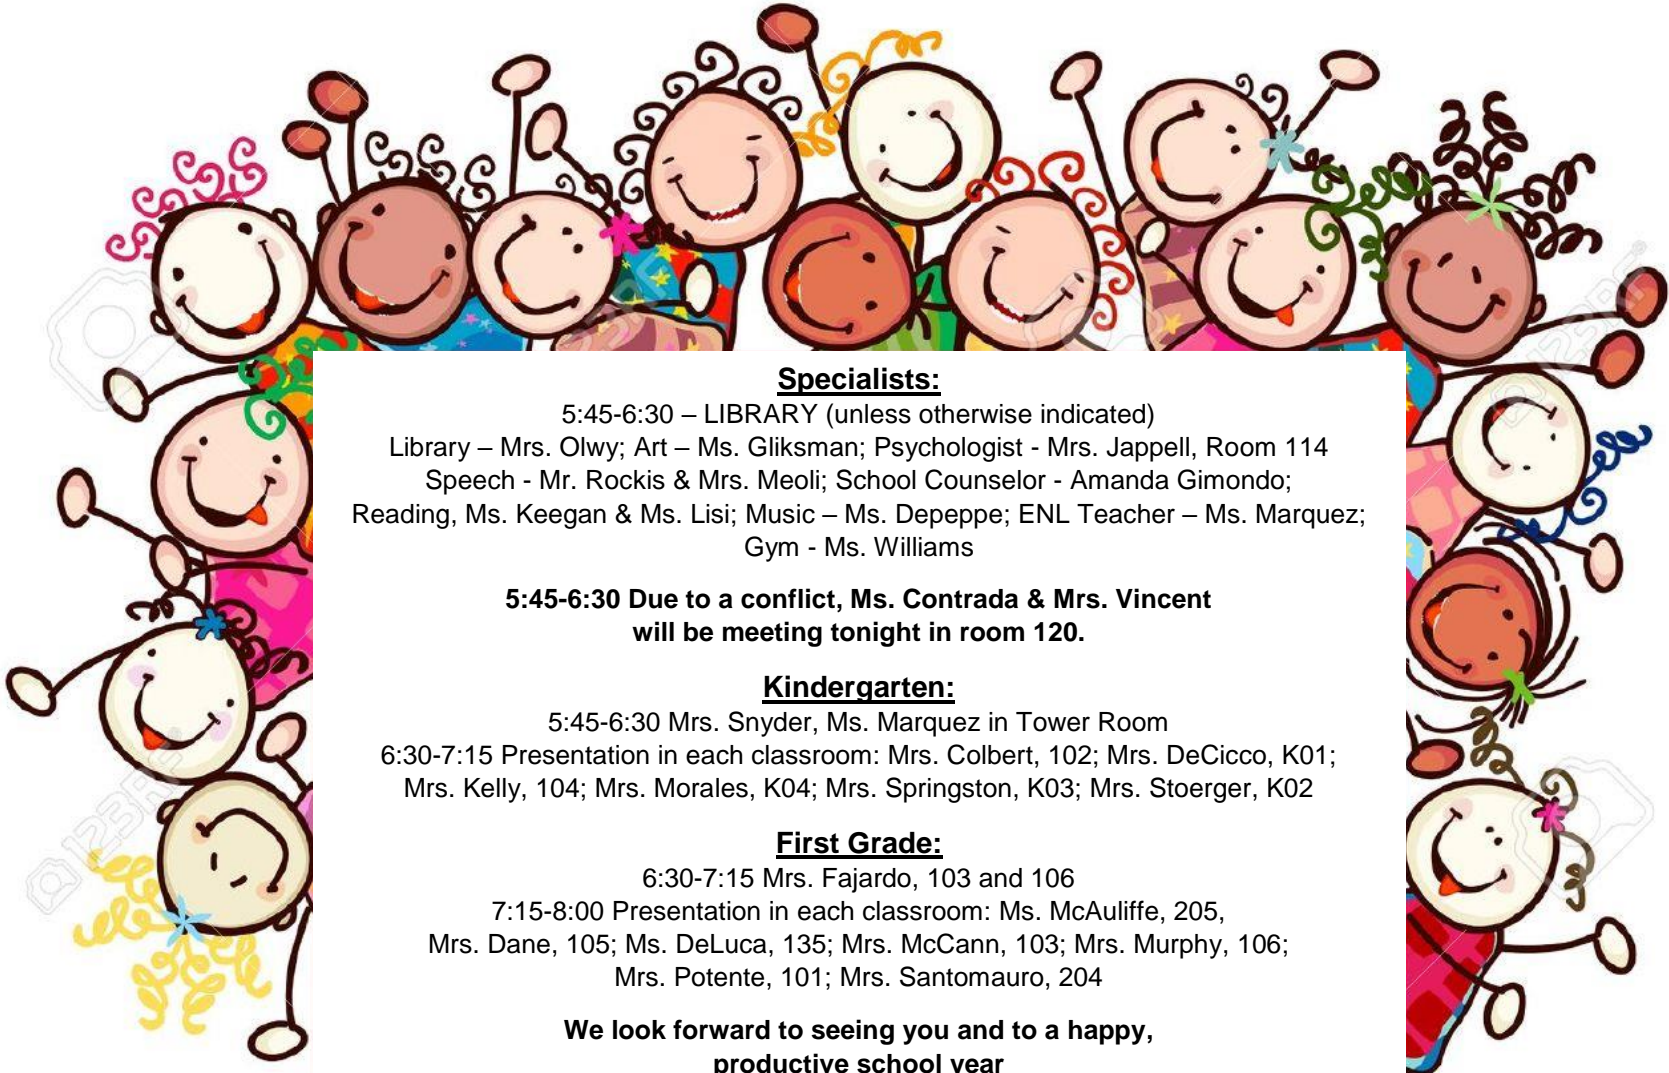 Specialists:
5:45-6:30 – LIBRARY (unless otherwise indicated)
Library – Mrs. Olwy; Art – Ms. Gliksman; Psychologist - Mrs. Jappell, Room 114
Speech - Mr. Rockis & Mrs. Meoli; School Counselor - Amanda Gimondo;
Reading, Ms. Keegan & Ms. Lisi; Music – Ms. Depeppe; ENL Teacher – Ms. Marquez;
Gym - Ms. Williams
5:45-6:30 Due to a conflict, Ms. Contrada & Mrs. Vincent
will be meeting tonight in room 120.
Kindergarten:
5:45-6:30 Mrs. Snyder, Ms. Marquez in Tower Room
6:30-7:15 Presentation in each classroom: Mrs. Colbert, 102; Mrs. DeCicco, K01;
Mrs. Kelly, 104; Mrs. Morales, K04; Mrs. Springston, K03; Mrs. Stoerger, K02
First Grade:
6:30-7:15 Mrs. Fajardo, 103 and 106
7:15-8:00 Presentation in each classroom: Ms. McAuliffe, 205,
Mrs. Dane, 105; Ms. DeLuca, 135; Mrs. McCann, 103; Mrs. Murphy, 106;
Mrs. Potente, 101; Mrs. Santomauro, 204
We look forward to seeing you and to a happy,
productive school year
123RF
123RF
123RF